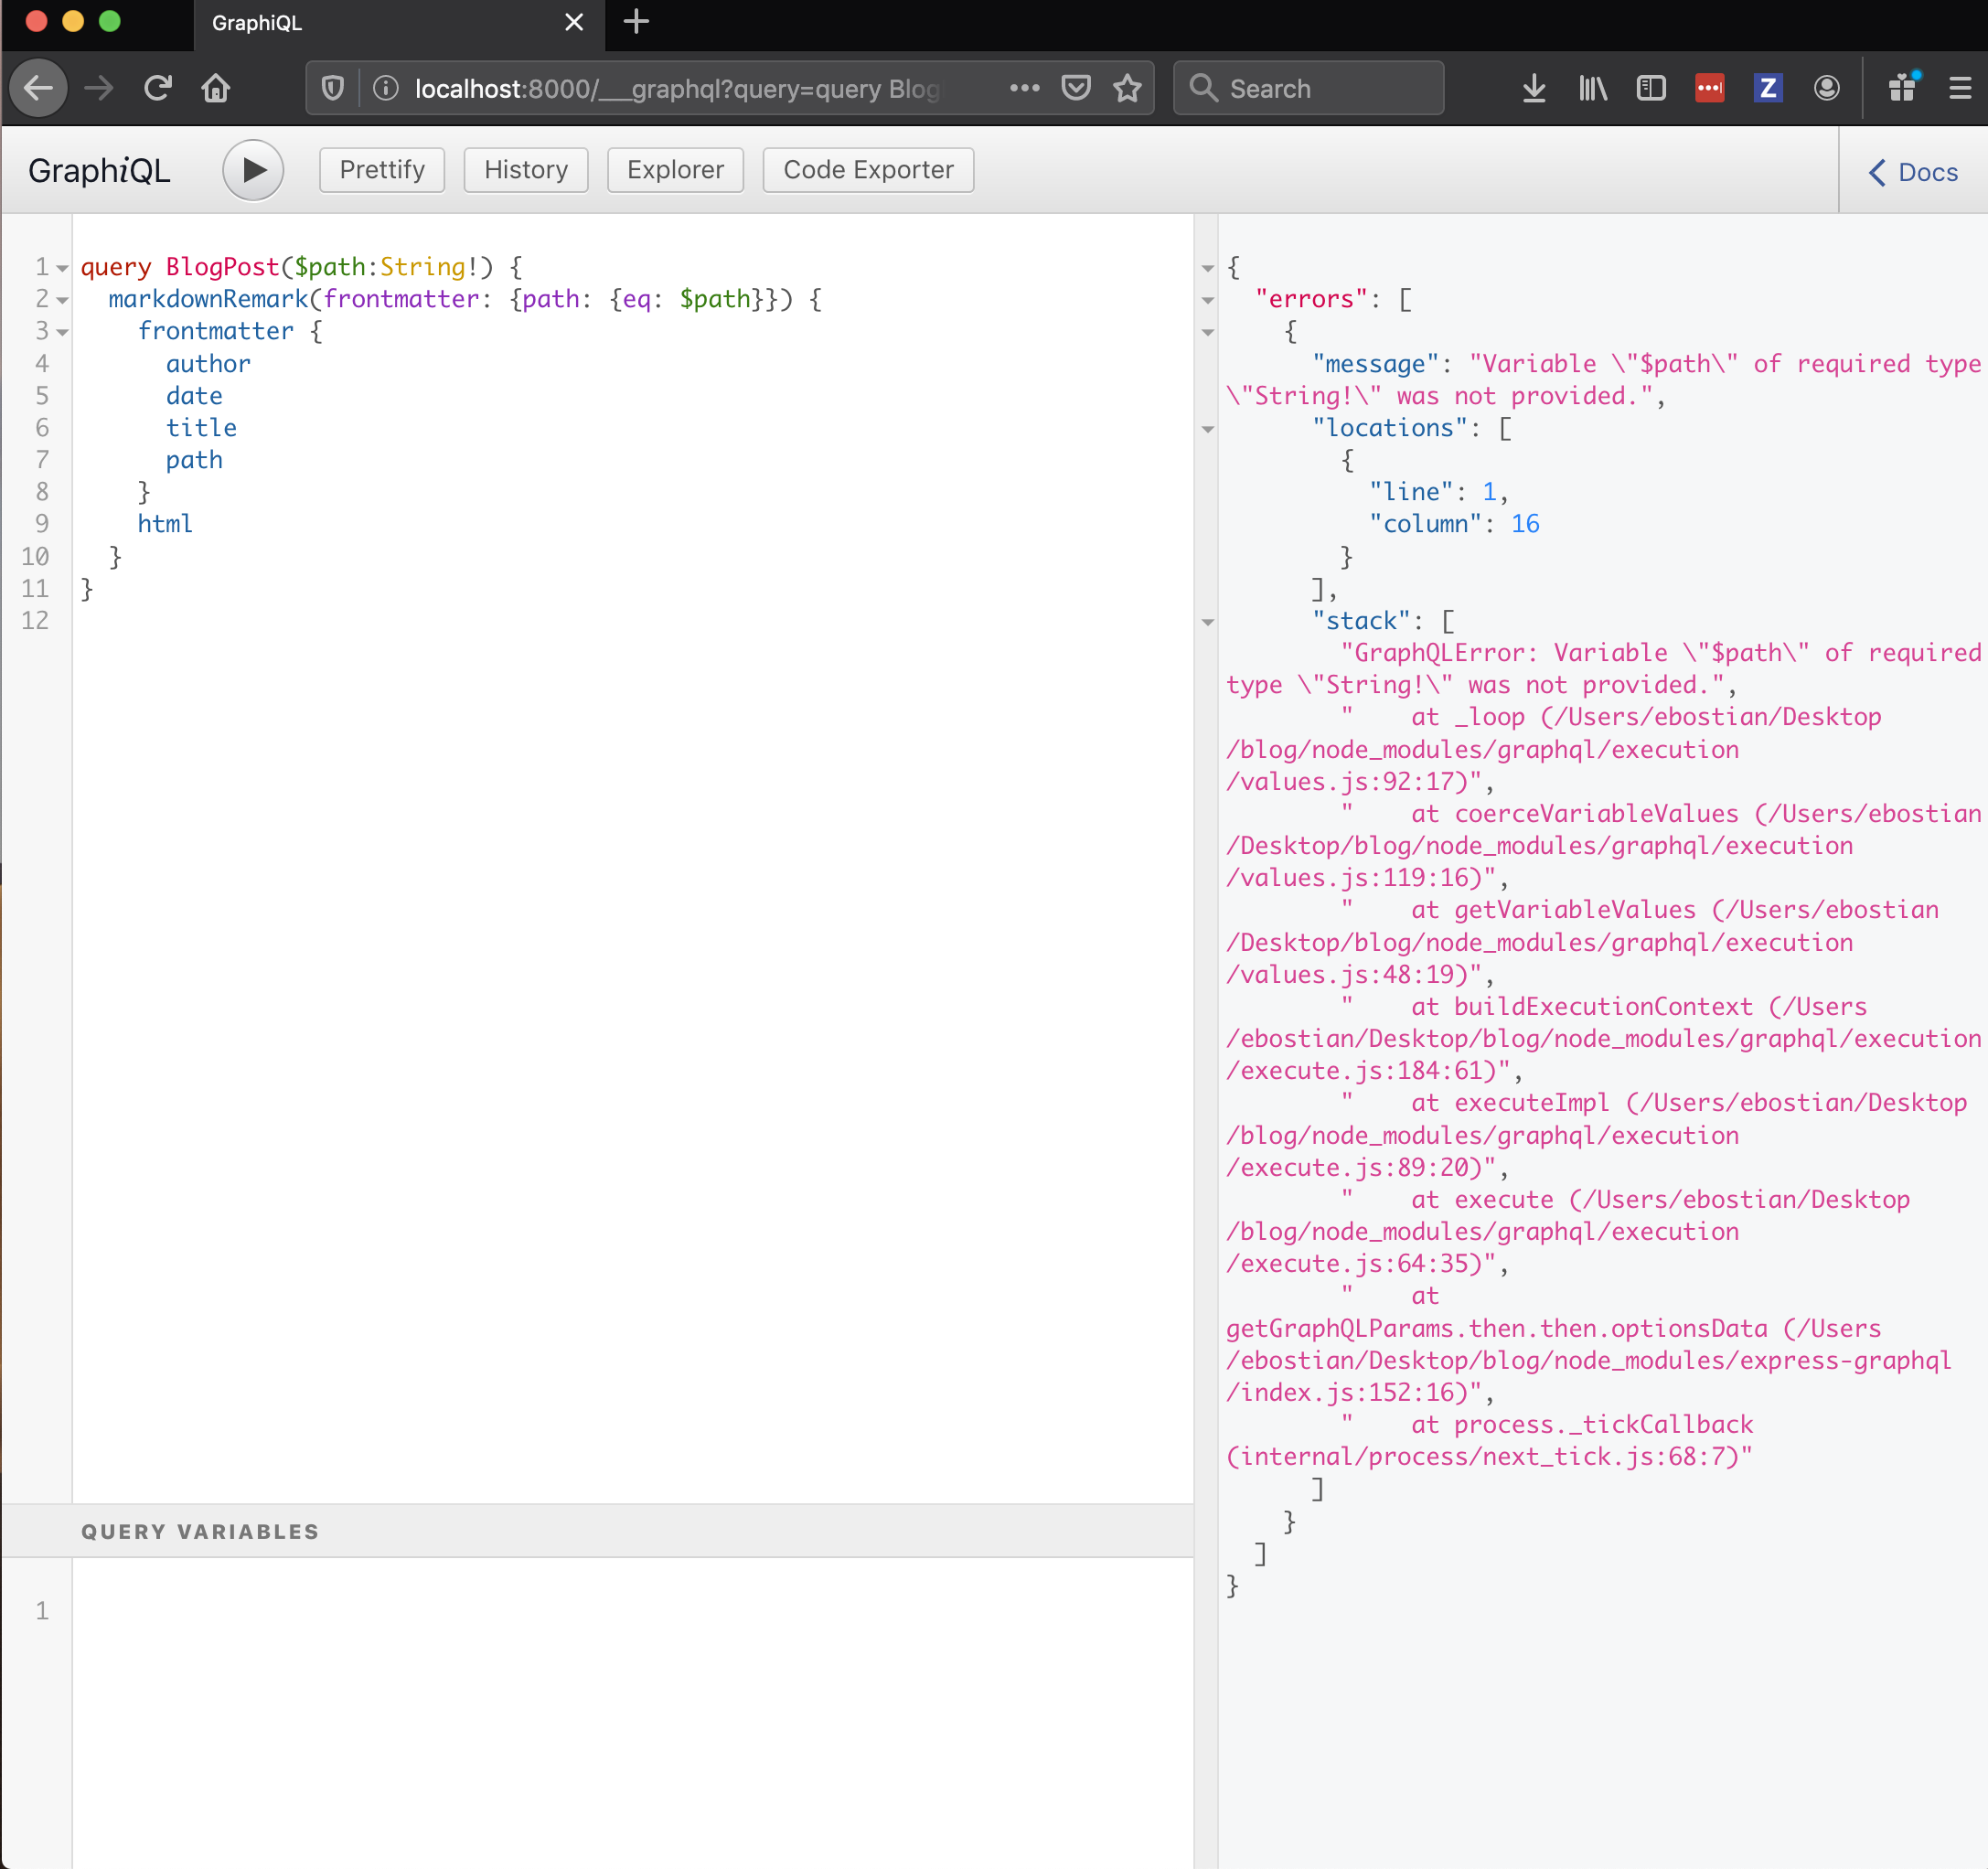 GraphiQL
localhost:8000/___graphql?query=query Blog
Search
GraphiQL
Prettify
History
Explorer
Code Exporter
Docs
1 query BlogPost($path:String!) {
2   markdownRemark(frontmatter: {path: {eq: $path}}) {
3     frontmatter {
4       author
5       date
6       title
7       path
8     }
9     html
10   }
11 }
12
QUERY VARIABLES
1
{
  "errors": [
    {
      "message": "Variable \"$path\" of required type
\"String!\" was not provided.",
      "locations": [
        {
          "line": 1,
          "column": 16
        }
      ],
      "stack": [
        "GraphQLError: Variable \"$path\" of required
type \"String!\" was not provided.",
        "    at _loop (/Users/ebostian/Desktop
/blog/node_modules/graphql/execution
/values.js:92:17)",
        "    at coerceVariableValues (/Users/ebostian
/Desktop/blog/node_modules/graphql/execution
/values.js:119:16)",
        "    at getVariableValues (/Users/ebostian
/Desktop/blog/node_modules/graphql/execution
/values.js:48:19)",
        "    at buildExecutionContext (/Users
/ebostian/Desktop/blog/node_modules/graphql/execution
/execute.js:184:61)",
        "    at executeImpl (/Users/ebostian/Desktop
/blog/node_modules/graphql/execution
/execute.js:89:20)",
        "    at execute (/Users/ebostian/Desktop
/blog/node_modules/graphql/execution
/execute.js:64:35)",
        "    at
getGraphQLParams.then.then.optionsData (/Users
/ebostian/Desktop/blog/node_modules/express-graphql
/index.js:152:16)",
        "    at process._tickCallback
(internal/process/next_tick.js:68:7)"
      ]
    }
  ]
}